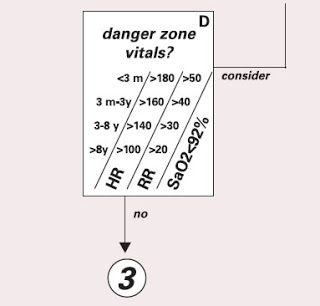 D
danger zone
vitals?
<3 m >180 >50
3 m-3y >160 >40
3-8 y >140 >30
>8y >100 >20
HR RR SaO2<92%
consider
no
3